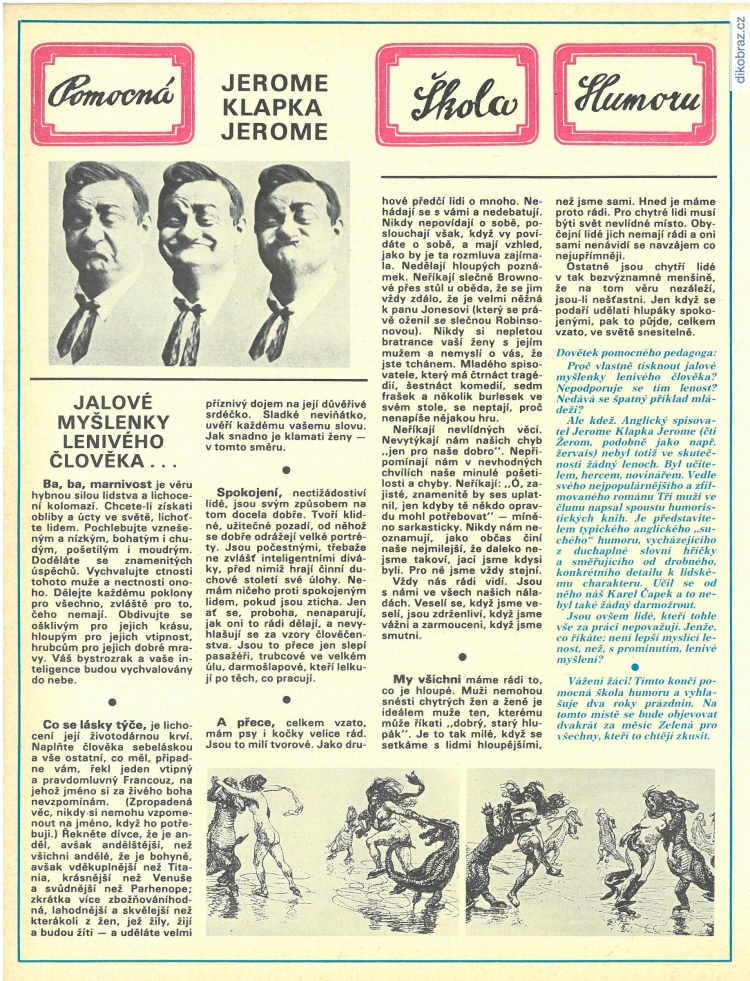 dikobraz.cz
Pomocná
JEROME
KLAPKA
JEROME
Škola
Humoru
JALOVÉ
MYŠLENKY
LENIVÉHO
ČLOVĚKA . . .
Ba, ba, marnivost je věru
hybnou silou lidstva a lichoce-
ní kolomazí. Chcete-li získati
obliby a úcty ve světě, lichoť-
te lidem. Pochlebujte vzneše-
ným a nízkým, bohatým i chu-
dým, pošetilým i moudrým.
Doděláte se znamenitých
úspěchů. Vychvalujte ctnosti
tohoto muže a nectnosti ono-
ho. Dělejte každému poklony
pro všechno, zvláště pro to,
čeho nemají. Obdivujte se
ošklivým pro jejich krásu,
hloupým pro jejich vtipnost,
hrubcům pro jejich dobré mra-
vy. Váš bystrozrak a vaše in-
teligence budou vychvalovány
do nebe.
Co se lásky týče, je licho-
cení její životodárnou krví.
Naplňte člověka sebeláskou
a vše ostatní, co měl, připad-
ne vám, řekl jeden vtipný
a pravdomluvný Francouz, na
jehož jméno si za živého boha
nevzpomínám. (Zpropadená
věc, nikdy si nemohu vzpome-
nout na jméno, když ho potře-
buji.) Řekněte dívce, že je an-
děl, avšak andělštější, než
všichni andělé, že je bohyně,
avšak vděkuplnější než Tita-
nia, krásnější než Venuše
a svůdnější než Parhenope;
zkrátka více zbožňováníhod-
ná, lahodnější a skvělejší než
kterákoli z žen, jež žily, žijí
a budou žíti — a uděláte velmi
příznivý dojem na její důvěřivé
srdéčko. Sladké neviňátko,
uvěří každému vašemu slovu.
Jak snadno je klamati ženy —
v tomto směru.
Spokojení, nectižádostiví
lidé, jsou svým způsobem na
tom docela dobře. Tvoří klid-
né, užitečné pozadí, od něhož
se dobře odrážejí velké portré-
ty. Jsou počestnými, třebaže
ne zvlášť inteligentními divá-
ky, před nimiž hrají činní du-
chové století své úlohy. Ne-
mám ničeho proti spokojeným
lidem, pokud jsou zticha. Jen
ať se, proboha, nenaparují,
jak oni to rádi dělají, a nevy-
hlašují se za vzory člověčen-
stva. Jsou to přece jen slepí
pasažéři, trubcové ve velkém
úlu, darmošlapové, kteří lelku-
jí po těch, co pracují.
A přece, celkem vzato,
mám psy i kočky velice rád.
Jsou to milí tvorové. Jako dru-
hové předčí lidi o mnoho. Ne-
hádají se s vámi a nedebatují.
Nikdy nepovídají o sobě, po-
slouchají však, když vy poví-
dáte o sobě, a mají vzhled,
jako by je ta rozmluva zajíma-
la. Nedělají hloupých pozná-
mek. Neříkají slečně Browno-
vé přes stůl u oběda, že se jim
vždy zdálo, že je velmi něžná
k panu Jonesovi (který se prá-
vě oženil se slečnou Robinso-
novou). Nikdy si nepletou
bratrance vaší ženy s jejím
mužem a nemyslí o vás, že
jste tchánem. Mladého spiso-
vatele, který má čtrnáct tragé-
dií, šestnáct komedií, sedm
frašek a několik burlesek ve
svém stole, se neptají, proč
nenapíše nějakou hru.
Neříkají nevlídných věcí.
Nevytýkají nám našich chyb
„jen pro naše dobro". Nepři-
pomínají nám v nevhodných
chvílích naše minulé pošeti-
losti a chyby. Neříkají: „Ó, za-
jisté, znamenitě by ses uplat-
nil, jen kdyby tě někdo oprav-
du mohl potřebovat" — míně-
no sarkasticky. Nikdy nám ne-
oznamují, jako občas činí
naše nejmilejší, že daleko ne-
jsme takoví, jací jsme kdysi
byli. Pro ně jsme vždy stejní.
Vždy nás rádi vidí. Jsou
s námi ve všech našich nála-
dách. Veselí se, když jsme ve-
selí, jsou zdrženliví, když jsme
vážní a zarmouceni, když jsme
smutni.
My všichni máme rádi to,
co je hloupé. Muži nemohou
snésti chytrých žen a ženě je
ideálem muže ten, kterému
může říkati „dobrý, starý hlu-
pák". Je to tak milé, když se
setkáme s lidmi hloupějšími,
než jsme sami. Hned je máme
proto rádi. Pro chytré lidi musí
býti svět nevlídné místo. Oby-
čejní lidé jich nemají rádi a oni
sami nenávidí se navzájem co
nejupřímněji.
Ostatně jsou chytří lidé
v tak bezvýznamné menšině,
že na tom věru nezáleží,
jsou-li nešťastni. Jen když se
podaří udělati hlupáky spoko-
jenými, pak to půjde, celkem
vzato, ve světě snesitelně.
Dovětek pomocného pedagoga:
Proč vlastně tisknout jalové
myšlenky lenivého člověka?
Nepodporuje se tím lenost?
Nedává se špatný příklad mlá-
deži?
Ale kdež. Anglický spisova-
tel Jerome Klapka Jerome (čti
Žerom, podobně jako např.
žervais) nebyl totiž ve skuteč-
nosti žádný lenoch. Byl učite-
lem, hercem, novinářem. Vedle
svého nejpopulárnějšího a zfil-
movaného románu Tři muži ve
člunu napsal spoustu humoris-
tických knih. Je představite-
lem typického anglického „su-
chého" humoru, vycházejícího
z duchaplné slovní hříčky
a směřujícího od drobného,
konkrétního detailu k lidské-
mu charakteru. Učil se od
něho náš Karel Čapek a to ne-
byl také žádný darmožrout.
Jsou ovšem lidé, kteří tohle
vše za práci nepovažují. Jenže,
co říkáte: není lepší myslící le-
nost, než, s prominutím, lenivé
myšlení?
Vážení žáci! Tímto končí po-
mocná škola humoru a vyhla-
šuje dva roky prázdnin. Na
tomto místě se bude objevovat
dvakrát za měsíc Zelená pro
všechny, kteří to chtějí zkusit.